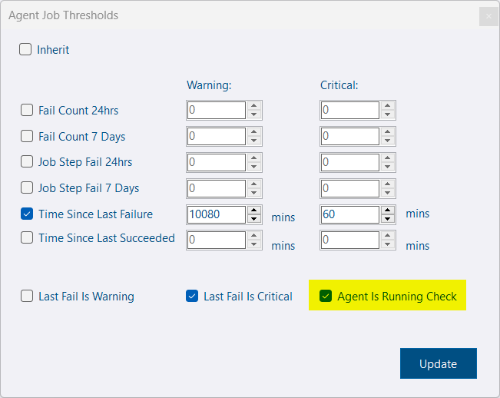 Agent Job Thresholds
Inherit
Warning: Critical:
Fail Count 24hrs 0 0
Fail Count 7 Days 0 0
Job Step Fail 24hrs 0 0
Job Step Fail 7 Days 0 0
Time Since Last Failure 10080 mins 60 mins
Time Since Last Succeeded 0 mins 0 mins
Last Fail Is Warning Last Fail Is Critical Agent Is Running Check
Update